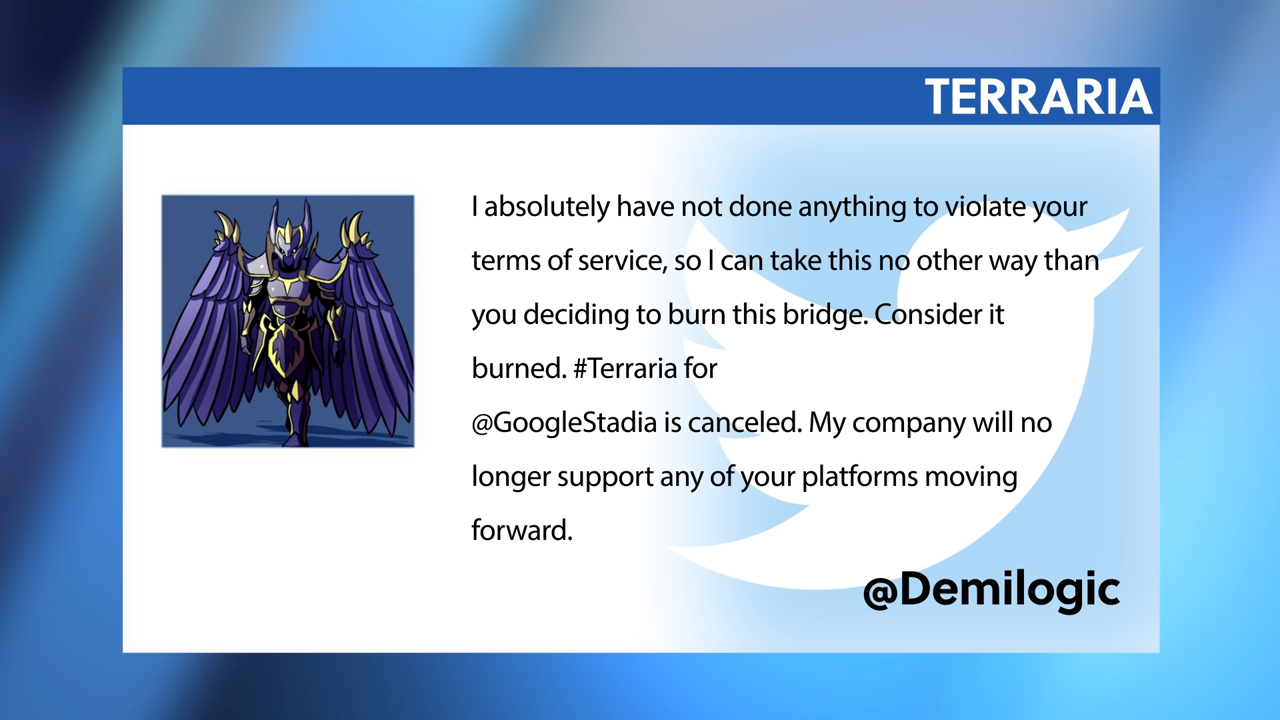 TERRARIA
I absolutely have not done anything to violate your
terms of service, so I can take this no other way than
you deciding to burn this bridge. Consider it
burned. #Terraria for
@GoogleStadia is canceled. My company will no
longer support any of your platforms moving
forward.
@Demilogic